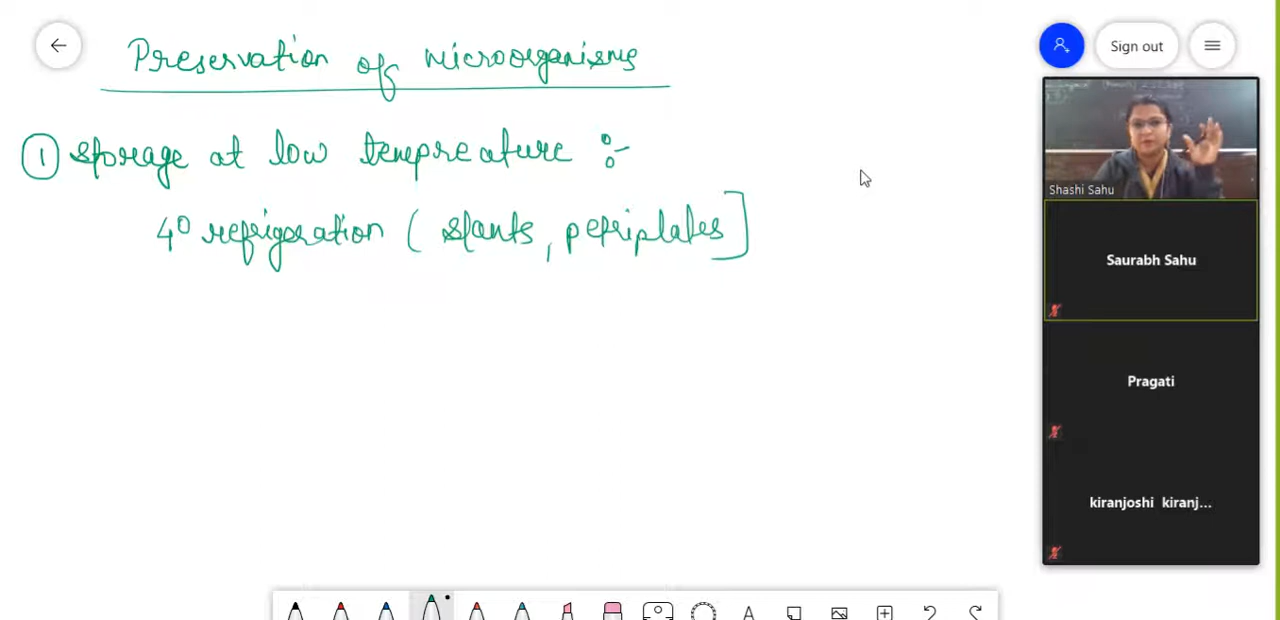 Preservation of microorganisms
Sign out
① Storage at low tempreature :-
4° refrigeration ( slants, petriplates ]
Shashi Sahu
Saurabh Sahu
Pragati
kiranjoshi kiranj...
A